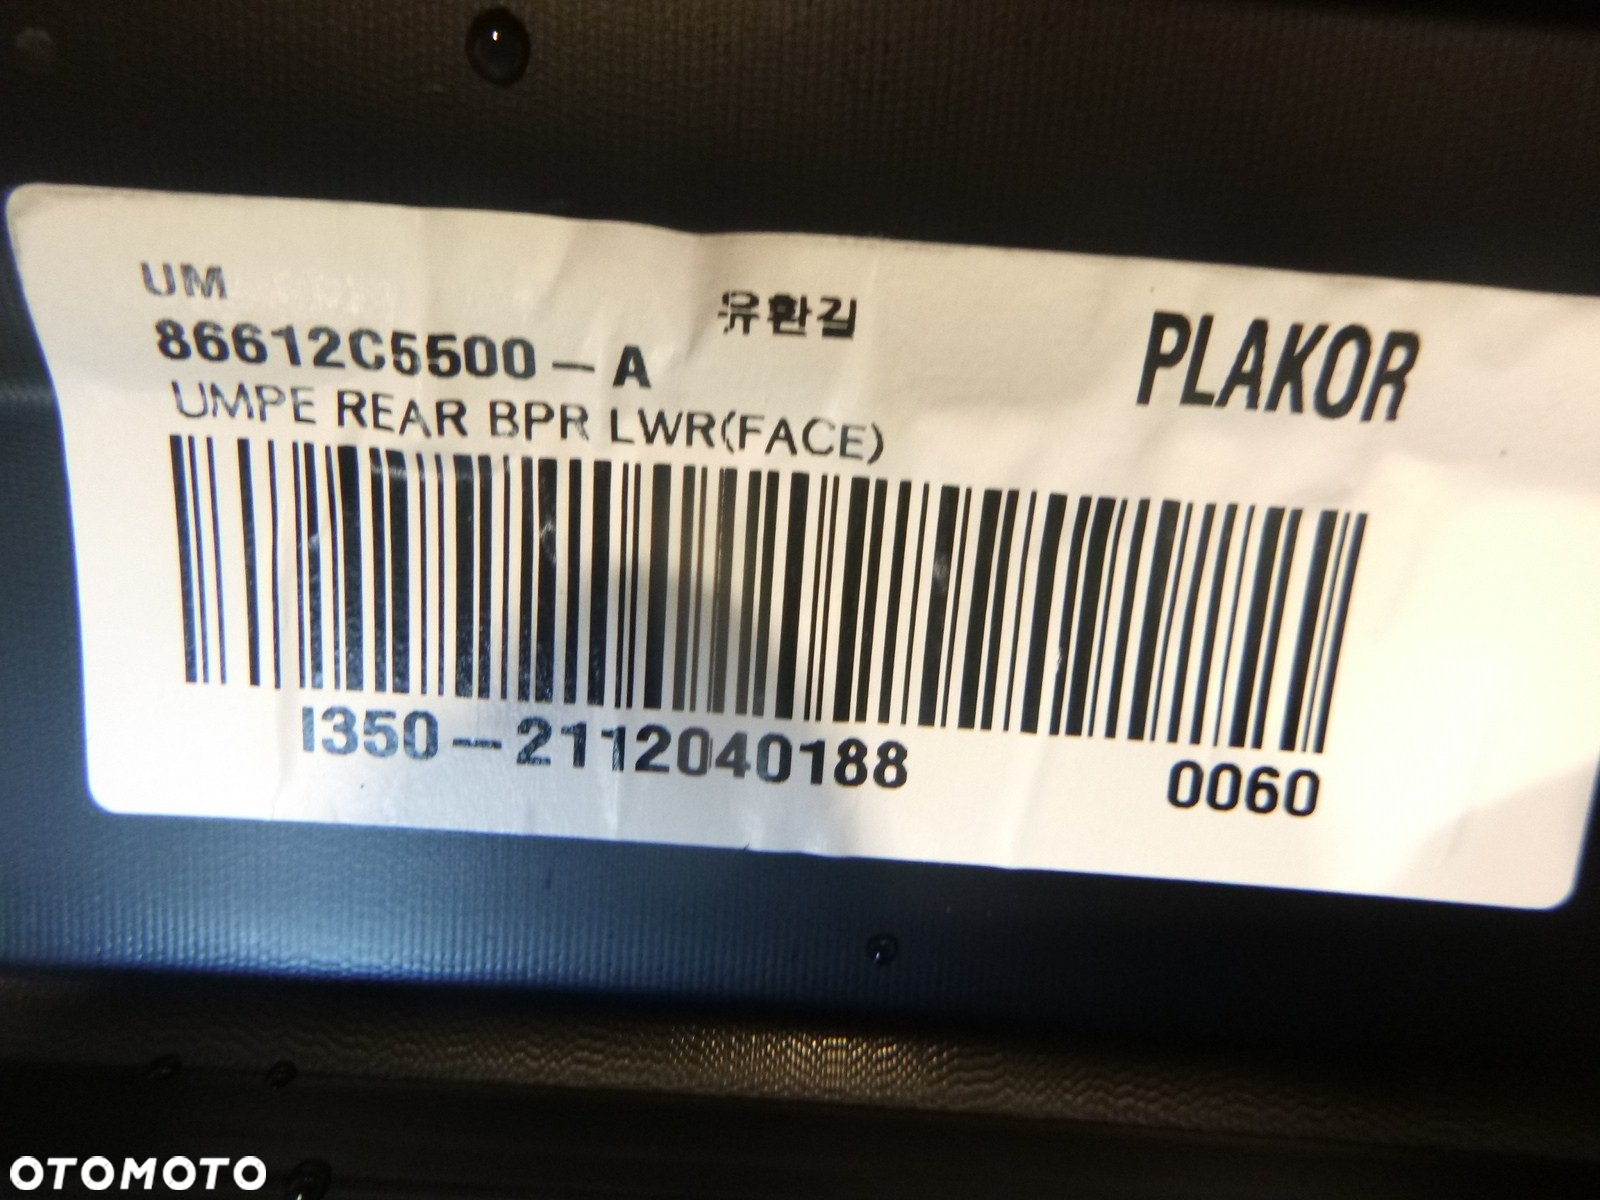 UM
유환길
PLAKOR
86612C5500-A
UMPE REAR BPR LWR(FACE)
I350-2112040188
0060
OTOMOTO